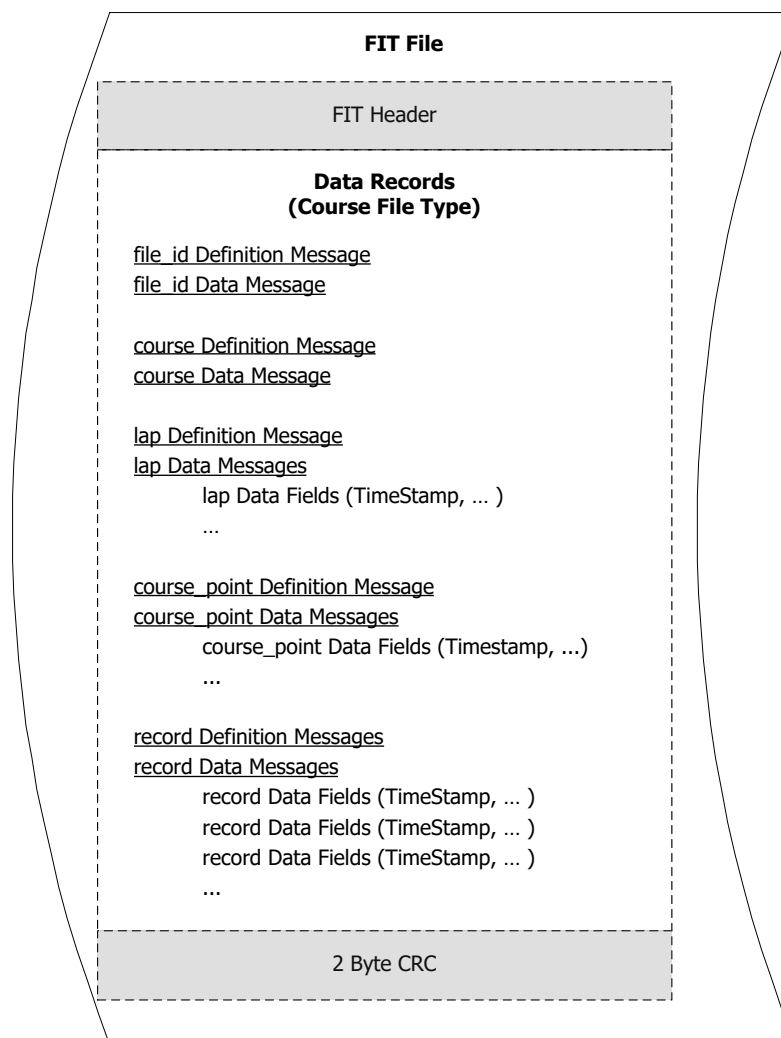 FIT File
FIT Header
Data Records
(Course File Type)
file_id Definition Message
file_id Data Message
course Definition Message
course Data Message
lap Definition Message
lap Data Messages
lap Data Fields (TimeStamp, … )
…
course_point Definition Message
course_point Data Messages
course_point Data Fields (Timestamp, ...)
...
record Definition Messages
record Data Messages
record Data Fields (TimeStamp, … )
record Data Fields (TimeStamp, … )
record Data Fields (TimeStamp, … )
...
2 Byte CRC